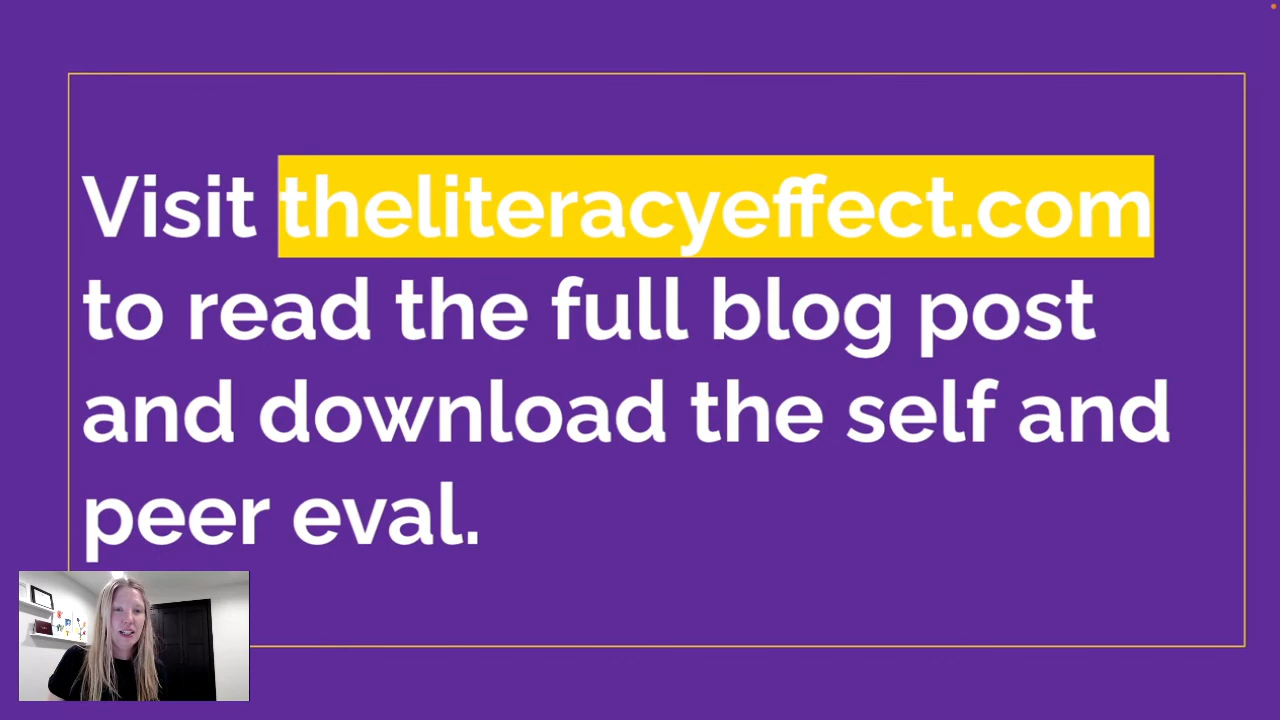 Visit theliteracyeffect.com
to read the full blog post
and download the self and
peer eval.